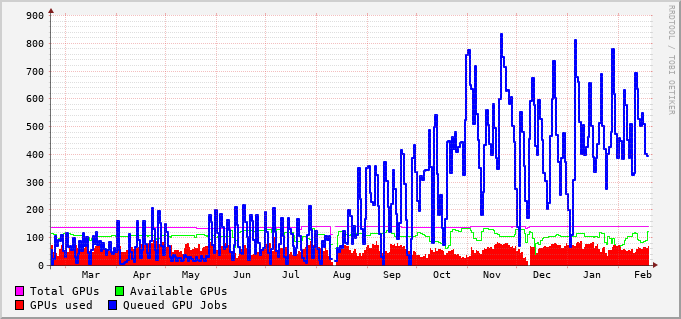 900
800
700
600
500
400
300
200
100
0
Mar Apr May Jun Jul Aug Sep Oct Nov Dec Jan Feb
Total GPUs Available GPUs
GPUs used Queued GPU Jobs
RRDTOOL / TOBI OETIKER